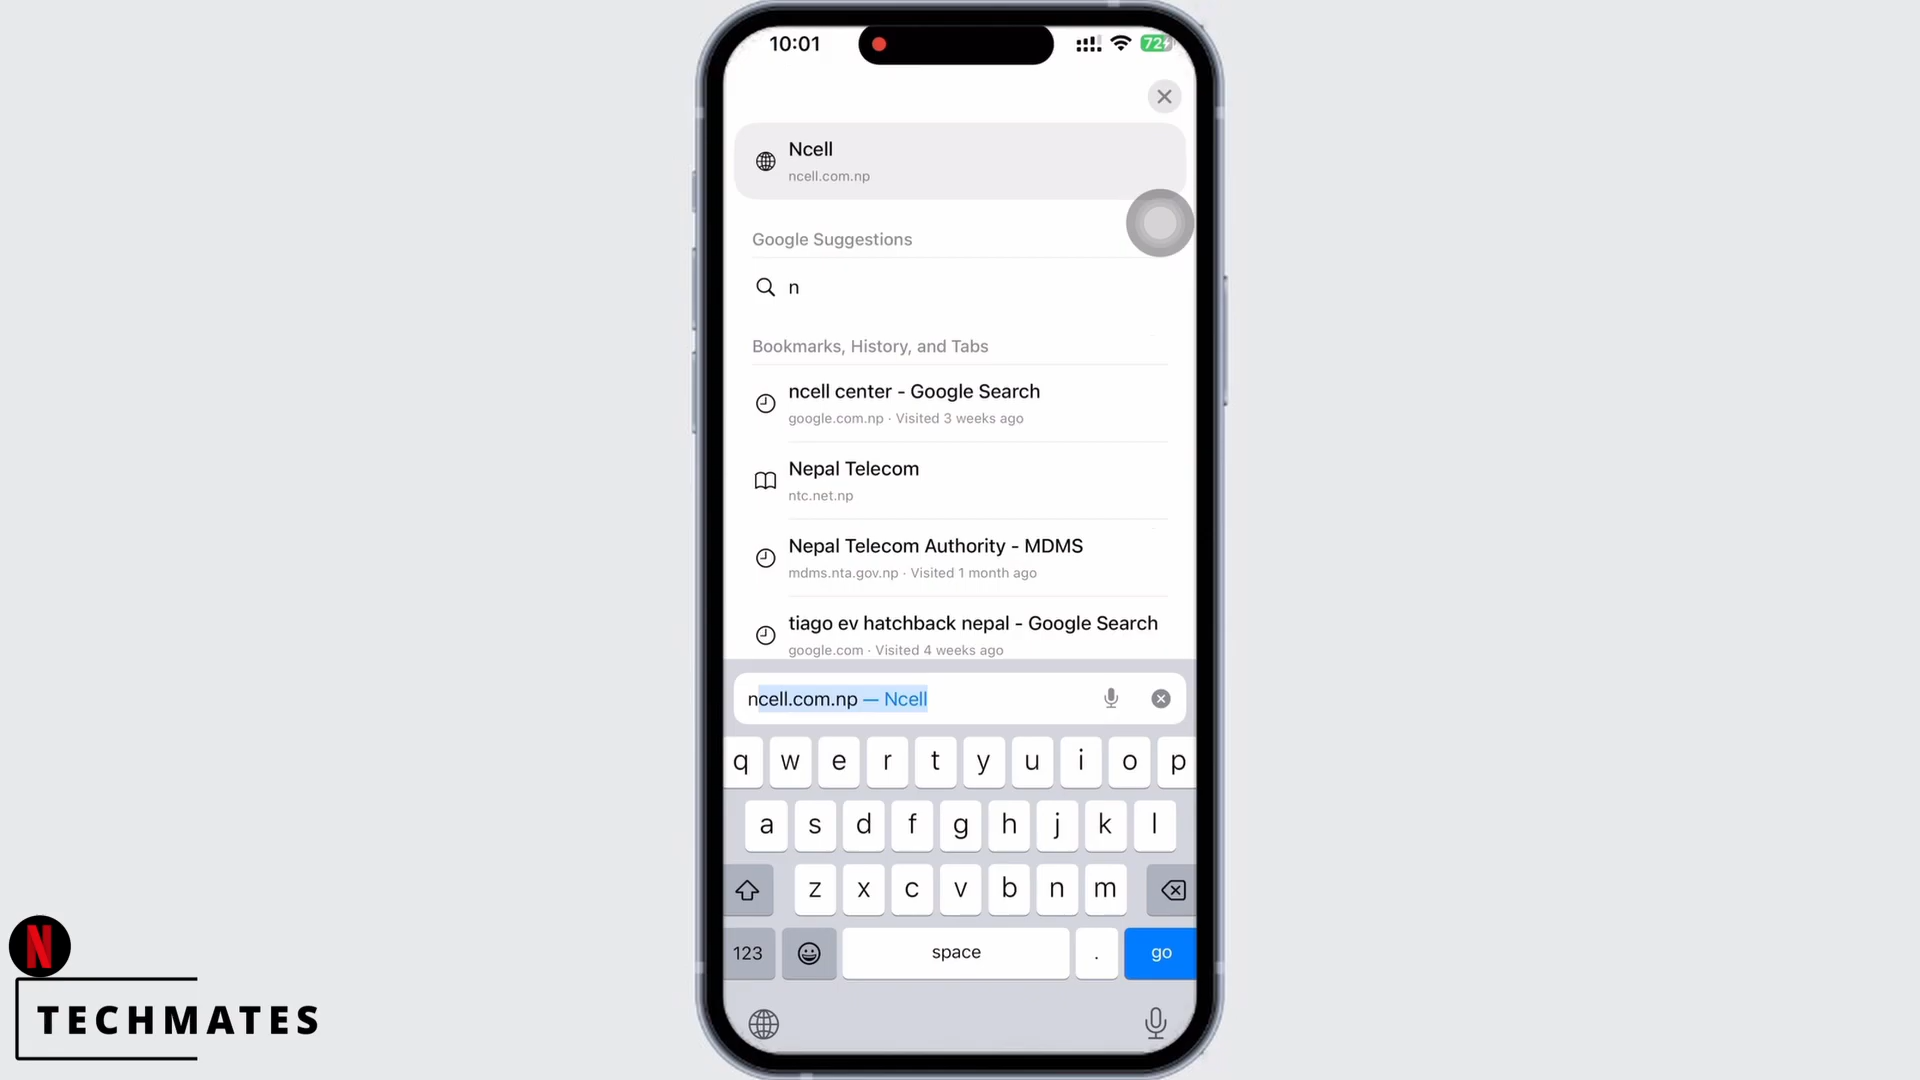 10:01
72
Ncell
ncell.com.np
Google Suggestions
n
Bookmarks, History, and Tabs
ncell center - Google Search
google.com.np · Visited 3 weeks ago
Nepal Telecom
ntc.net.np
Nepal Telecom Authority - MDMS
mdms.nta.gov.np · Visited 1 month ago
tiago ev hatchback nepal - Google Search
google.com · Visited 4 weeks ago
ncell.com.np — Ncell
q w e r t y u i o p
a s d f g h j k l
z x c v b n m
123 space . go
N
TECHMATES